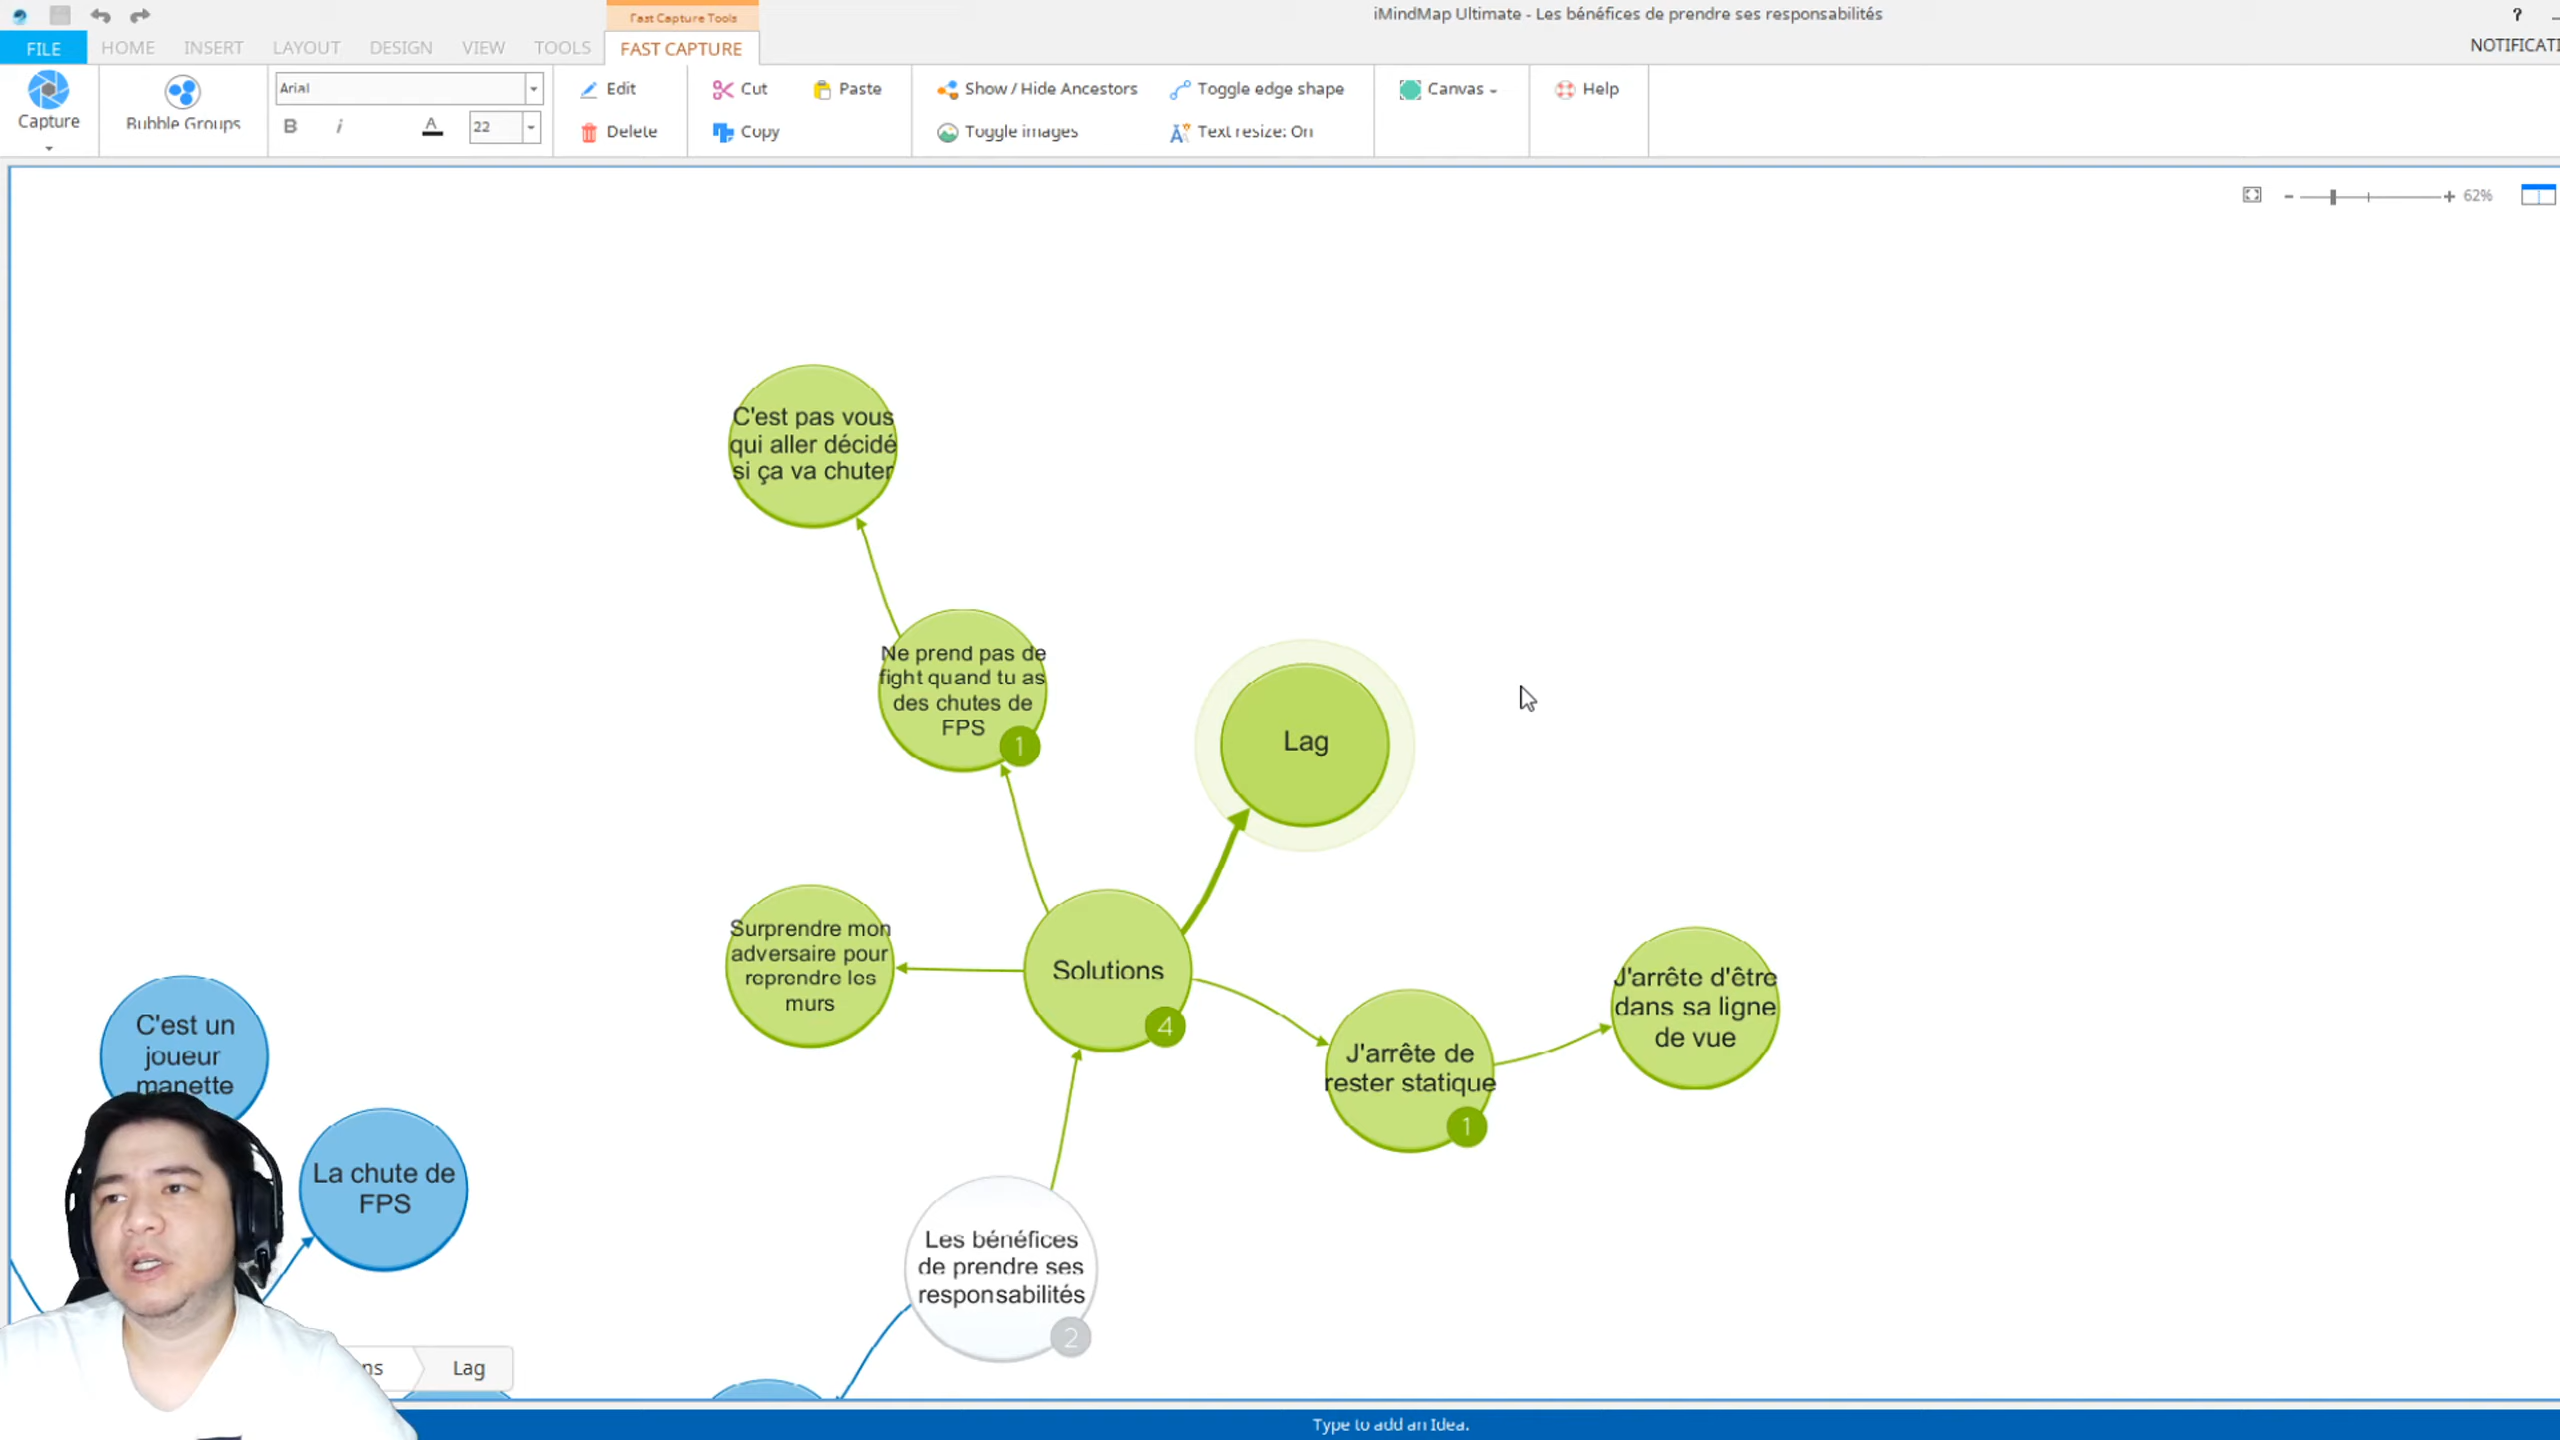 Fast Capture Tools
iMindMap Ultimate - Les bénéfices de prendre ses responsabilités
?
FILE
HOME
INSERT
LAYOUT
DESIGN
VIEW
TOOLS
FAST CAPTURE
Capture
Bubble Groups
Arial
B
i
A
22
Edit
Delete
Cut
Paste
Copy
Show / Hide Ancestors
Toggle images
Toggle edge shape
Text resize: On
Canvas
Help
62%
C'est pas vous
qui aller décidé
si ça va chuter
Ne prend pas de
fight quand tu as
des chutes de
FPS
1
Lag
Surprendre mon
adversaire pour
reprendre les
murs
Solutions
4
J'arrête de
rester statique
1
J'arrête d'être
dans sa ligne
de vue
C'est un
joueur
manette
La chute de
FPS
Les bénéfices
de prendre ses
responsabilités
2
Lag
Type to add an Idea.